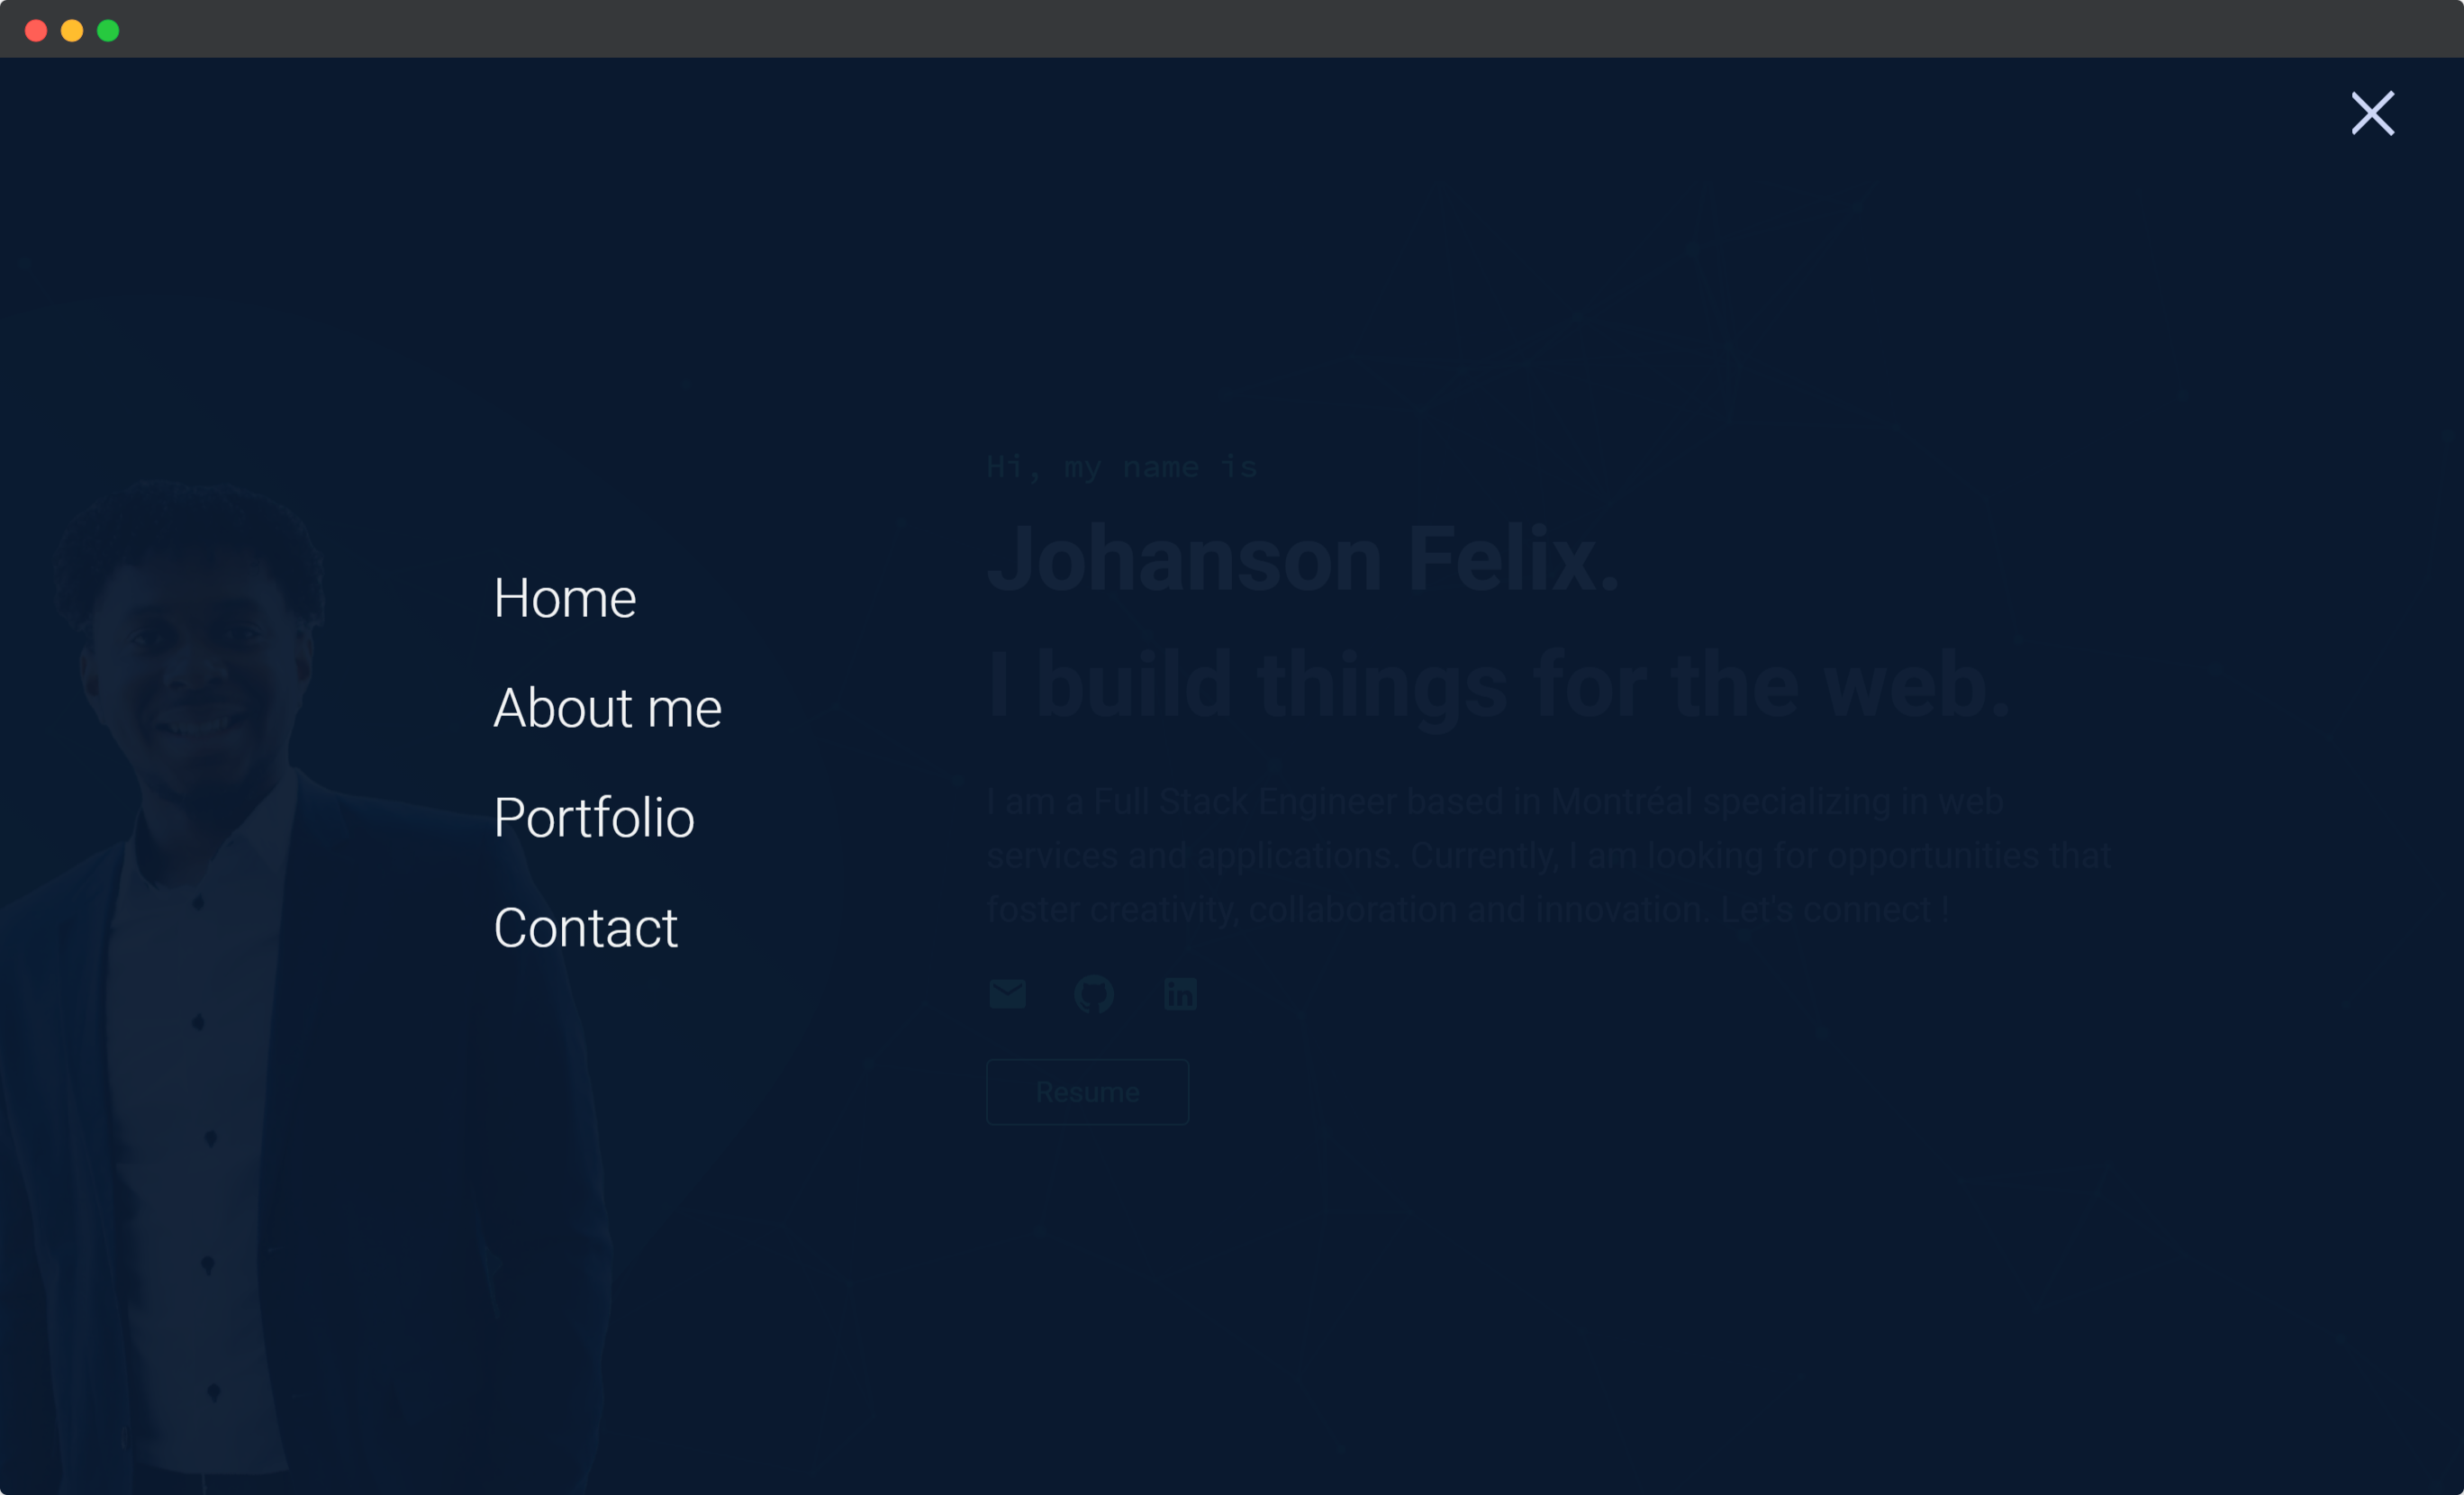 Home
About me
Portfolio
Contact
Hi, my name is
Johanson Felix.
I build things for the web.
I am a Full Stack Engineer based in Montréal specializing in web
services and applications. Currently, I am looking for opportunities that
foster creativity, collaboration and innovation. Let's connect !
in
Resume